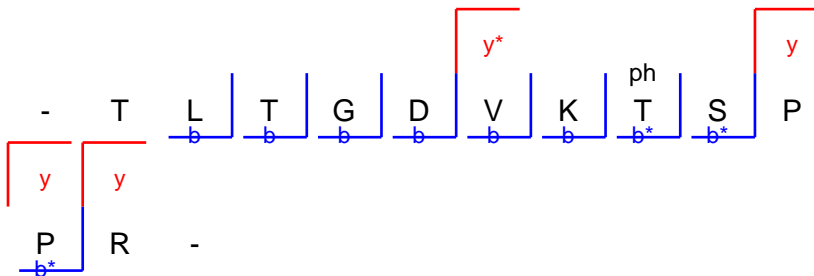 y*
y
ph
- T L T G D V K T S P
b b b b b b b* b*
y y
P R -
b*